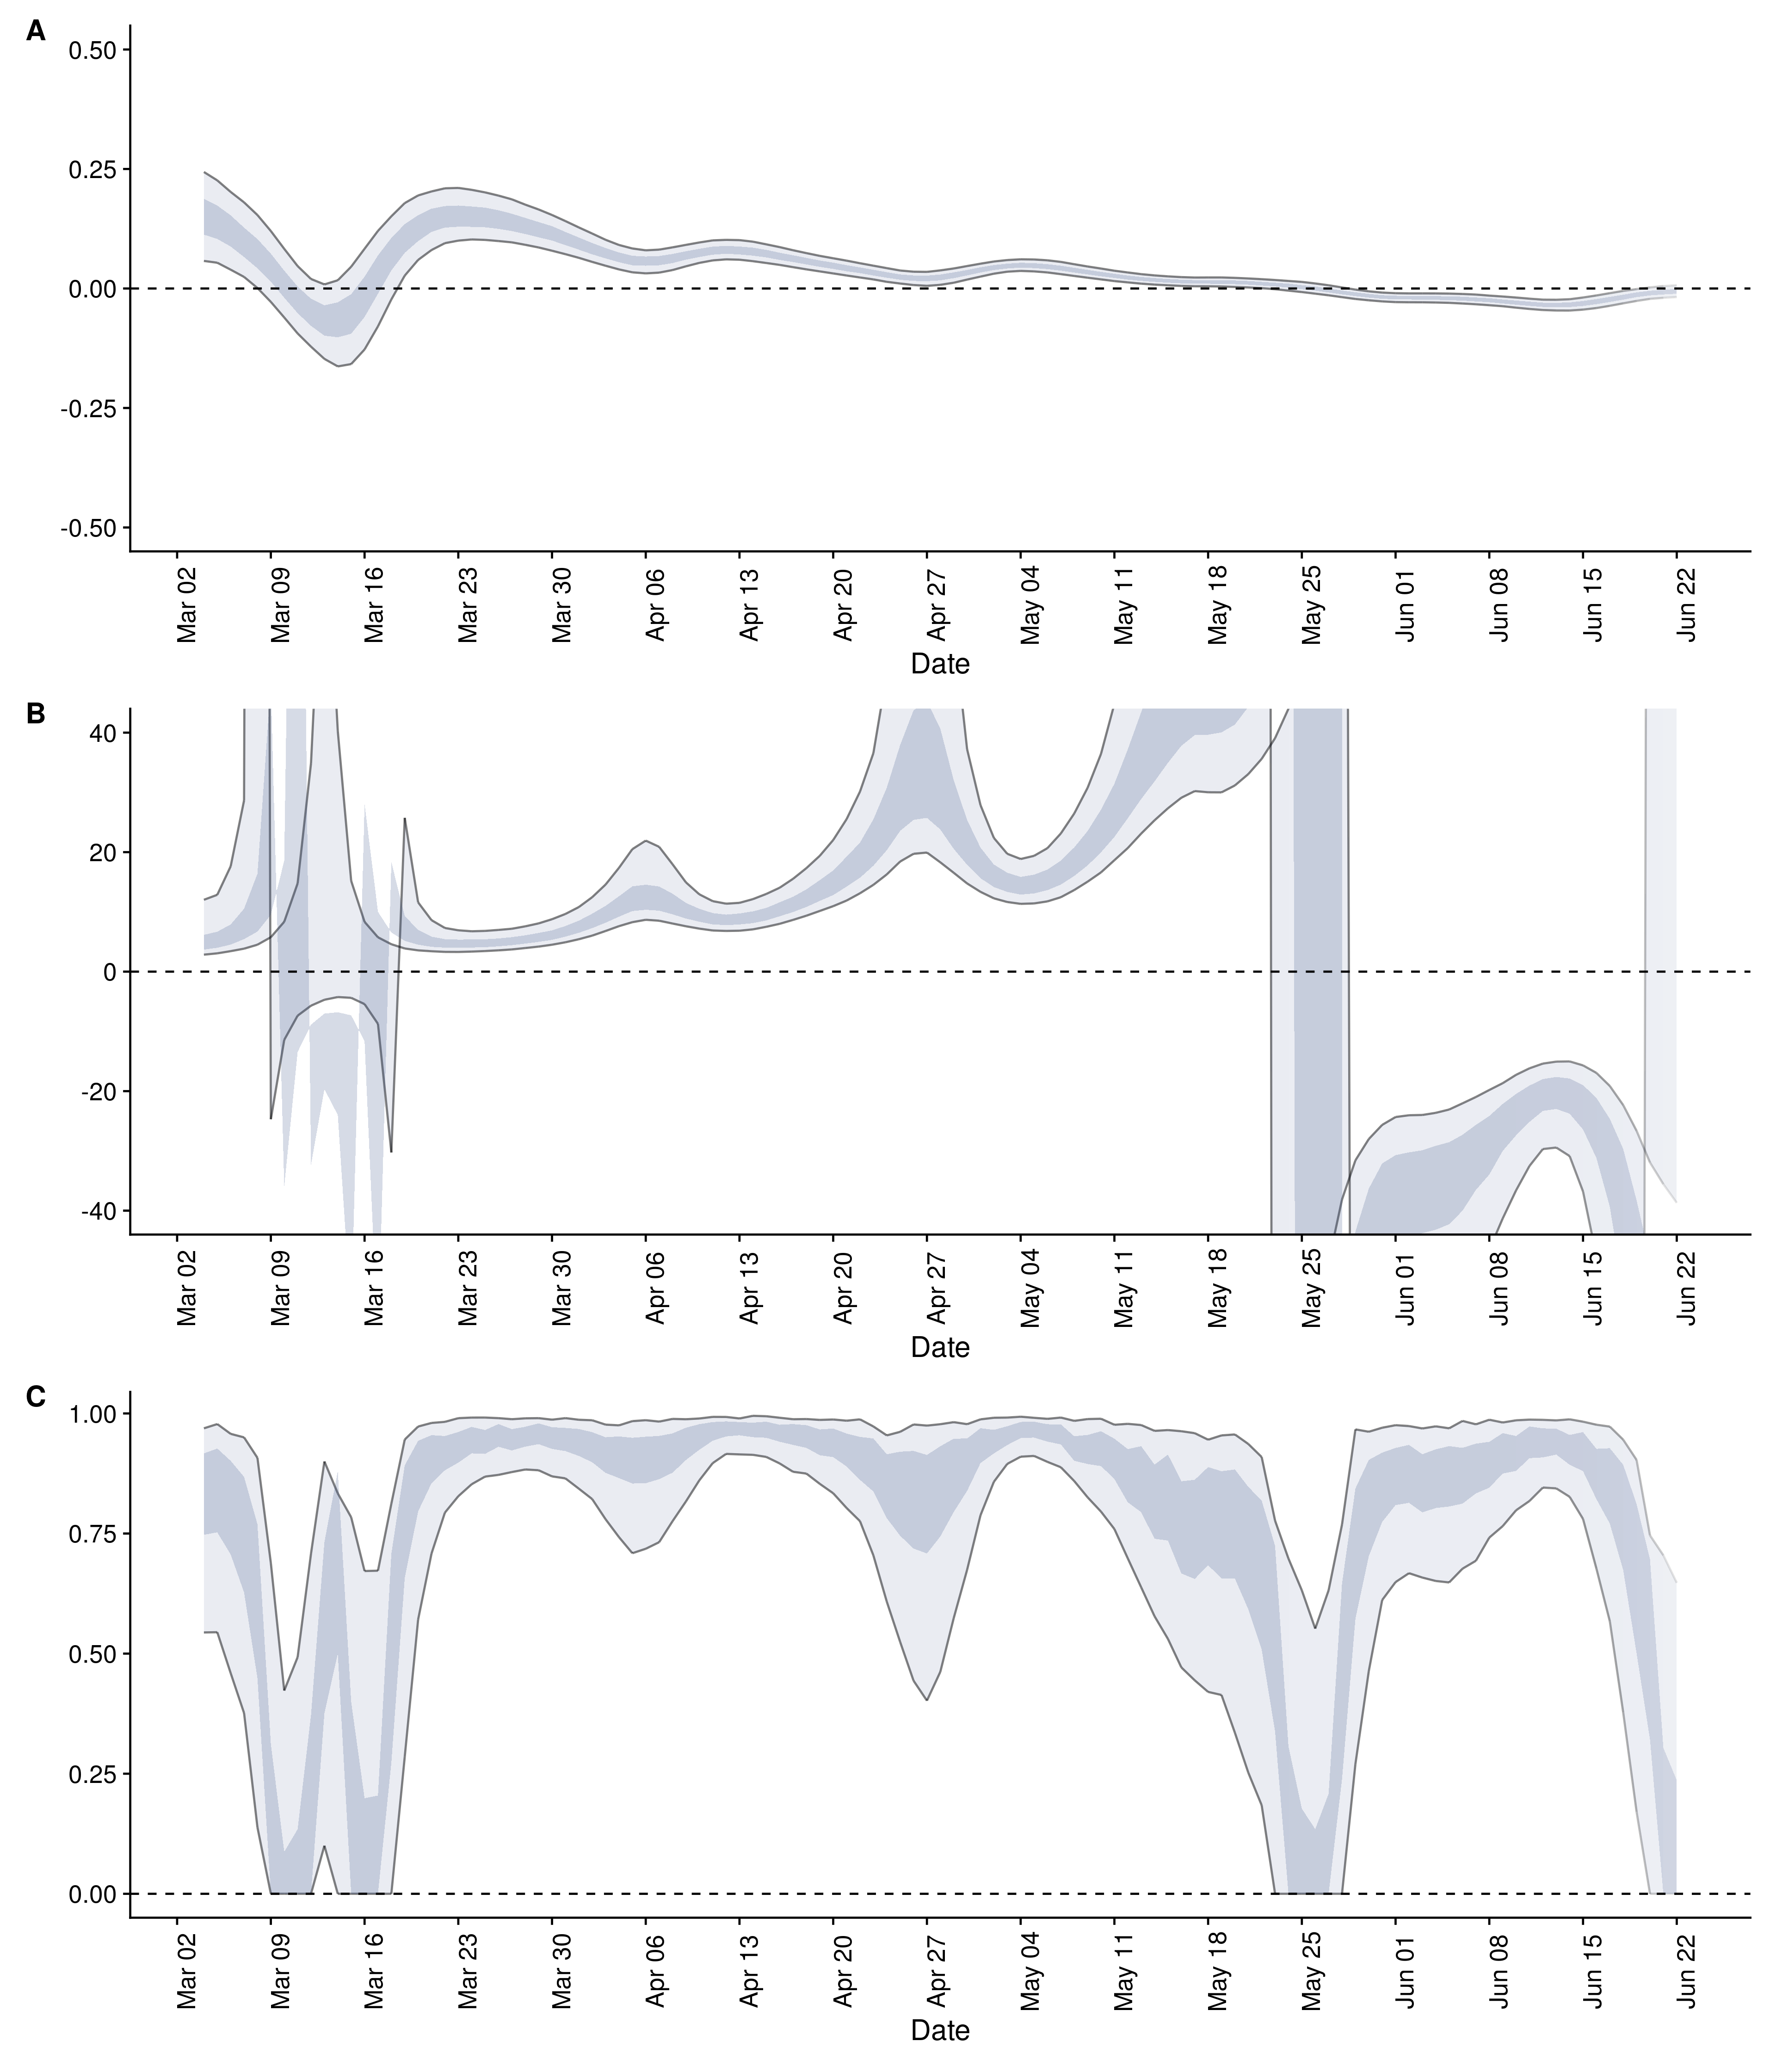 A
0.50
0.25
0.00
-0.25
-0.50
Mar 02
Mar 09
Mar 16
Mar 23
Mar 30
Apr 06
Apr 13
Apr 20
Apr 27
May 04
May 11
May 18
May 25
Jun 01
Jun 08
Jun 15
Jun 22
Date
B
40
20
0
-20
-40
Mar 02
Mar 09
Mar 16
Mar 23
Mar 30
Apr 06
Apr 13
Apr 20
Apr 27
May 04
May 11
May 18
May 25
Jun 01
Jun 08
Jun 15
Jun 22
Date
C
1.00
0.75
0.50
0.25
0.00
Mar 02
Mar 09
Mar 16
Mar 23
Mar 30
Apr 06
Apr 13
Apr 20
Apr 27
May 04
May 11
May 18
May 25
Jun 01
Jun 08
Jun 15
Jun 22
Date